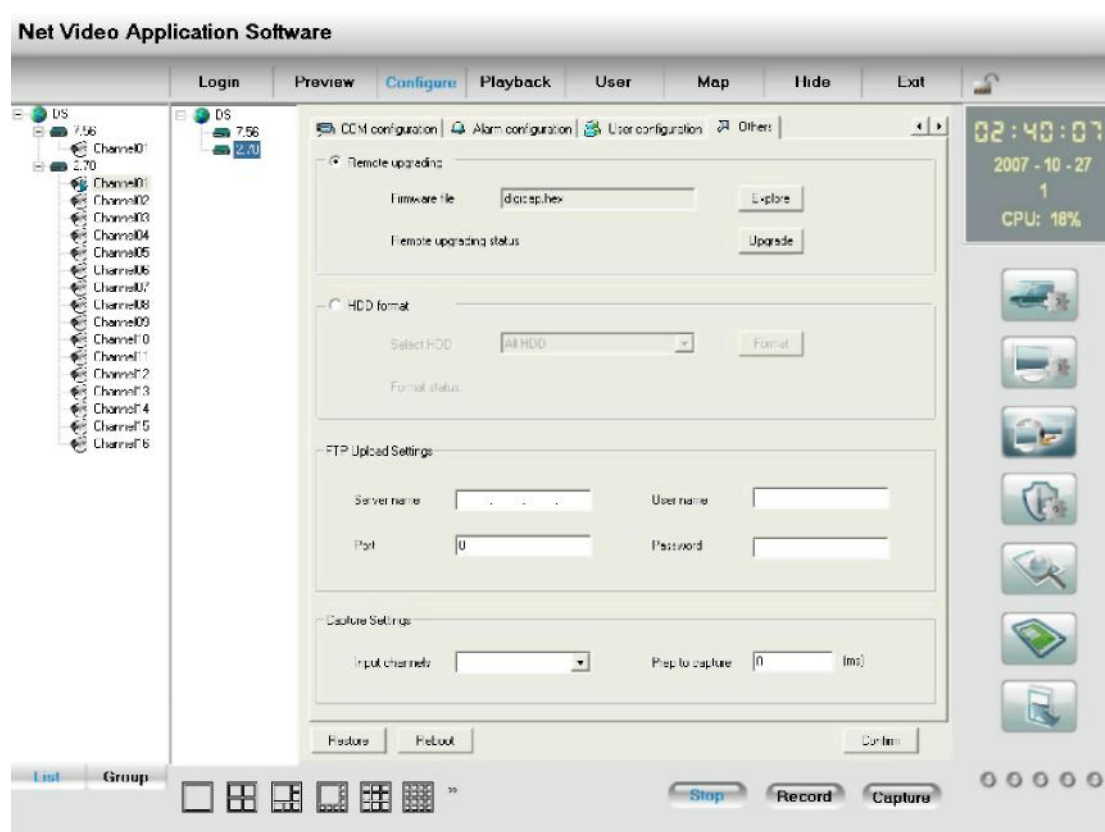 Net Video Application Software
Login Preview Configure Playback User Map Hide Exit
DS
7.56
Channel01
2.70
Channel01
Channel02
Channel03
Channel04
Channel05
Channel06
Channel07
Channel08
Channel09
Channel10
Channel11
Channel12
Channel13
Channel14
Channel15
Channel16
List Group
DS
7.56
2.70
COM configuration Alarm configuration User configuration Others
Remote upgrading
Firmware file digicap.hex Explore
Remote upgrading status Upgrade
HDD format
Select HDD All HDD Format
Format status
FTP Upload Settings
Server name . . . User name
Port 0 Password
Capture Settings
Input channels Prep to capture 0 (ms)
Restore Reboot Confirm
02:40:07
2007 - 10 - 27
1
CPU: 18%
»
Stop Record Capture